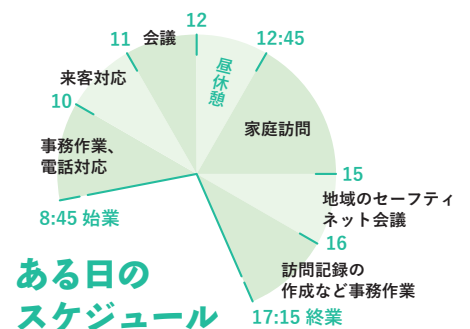 12
11
会議
12:45
昼休憩
来客対応
10
家庭訪問
事務作業、
電話対応
15
地域のセーフティ
ネット会議
8:45 始業
16
訪問記録の
作成など事務作業
17:15 終業
ある日の
スケジュール